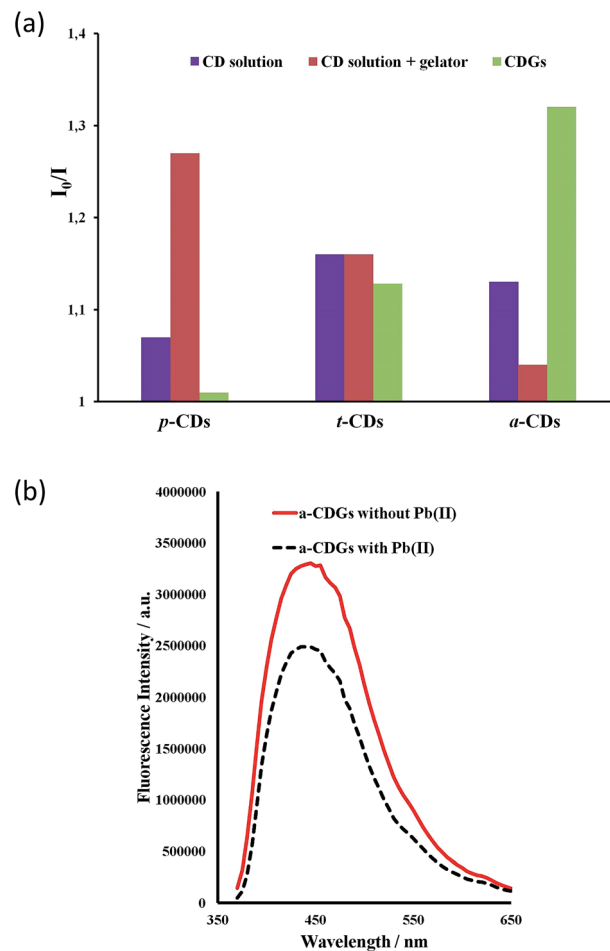 (a)
1,4
CD solution CD solution + gelator CDGs
1,3
I₀/I
1,2
1,1
1
p-CDs t-CDs a-CDs
(b)
4000000
a-CDGs without Pb(II)
3500000
a-CDGs with Pb(II)
3000000
2500000
Fluorescence Intensity / a.u.
2000000
1500000
1000000
500000
0
350 450 550 650
Wavelength / nm